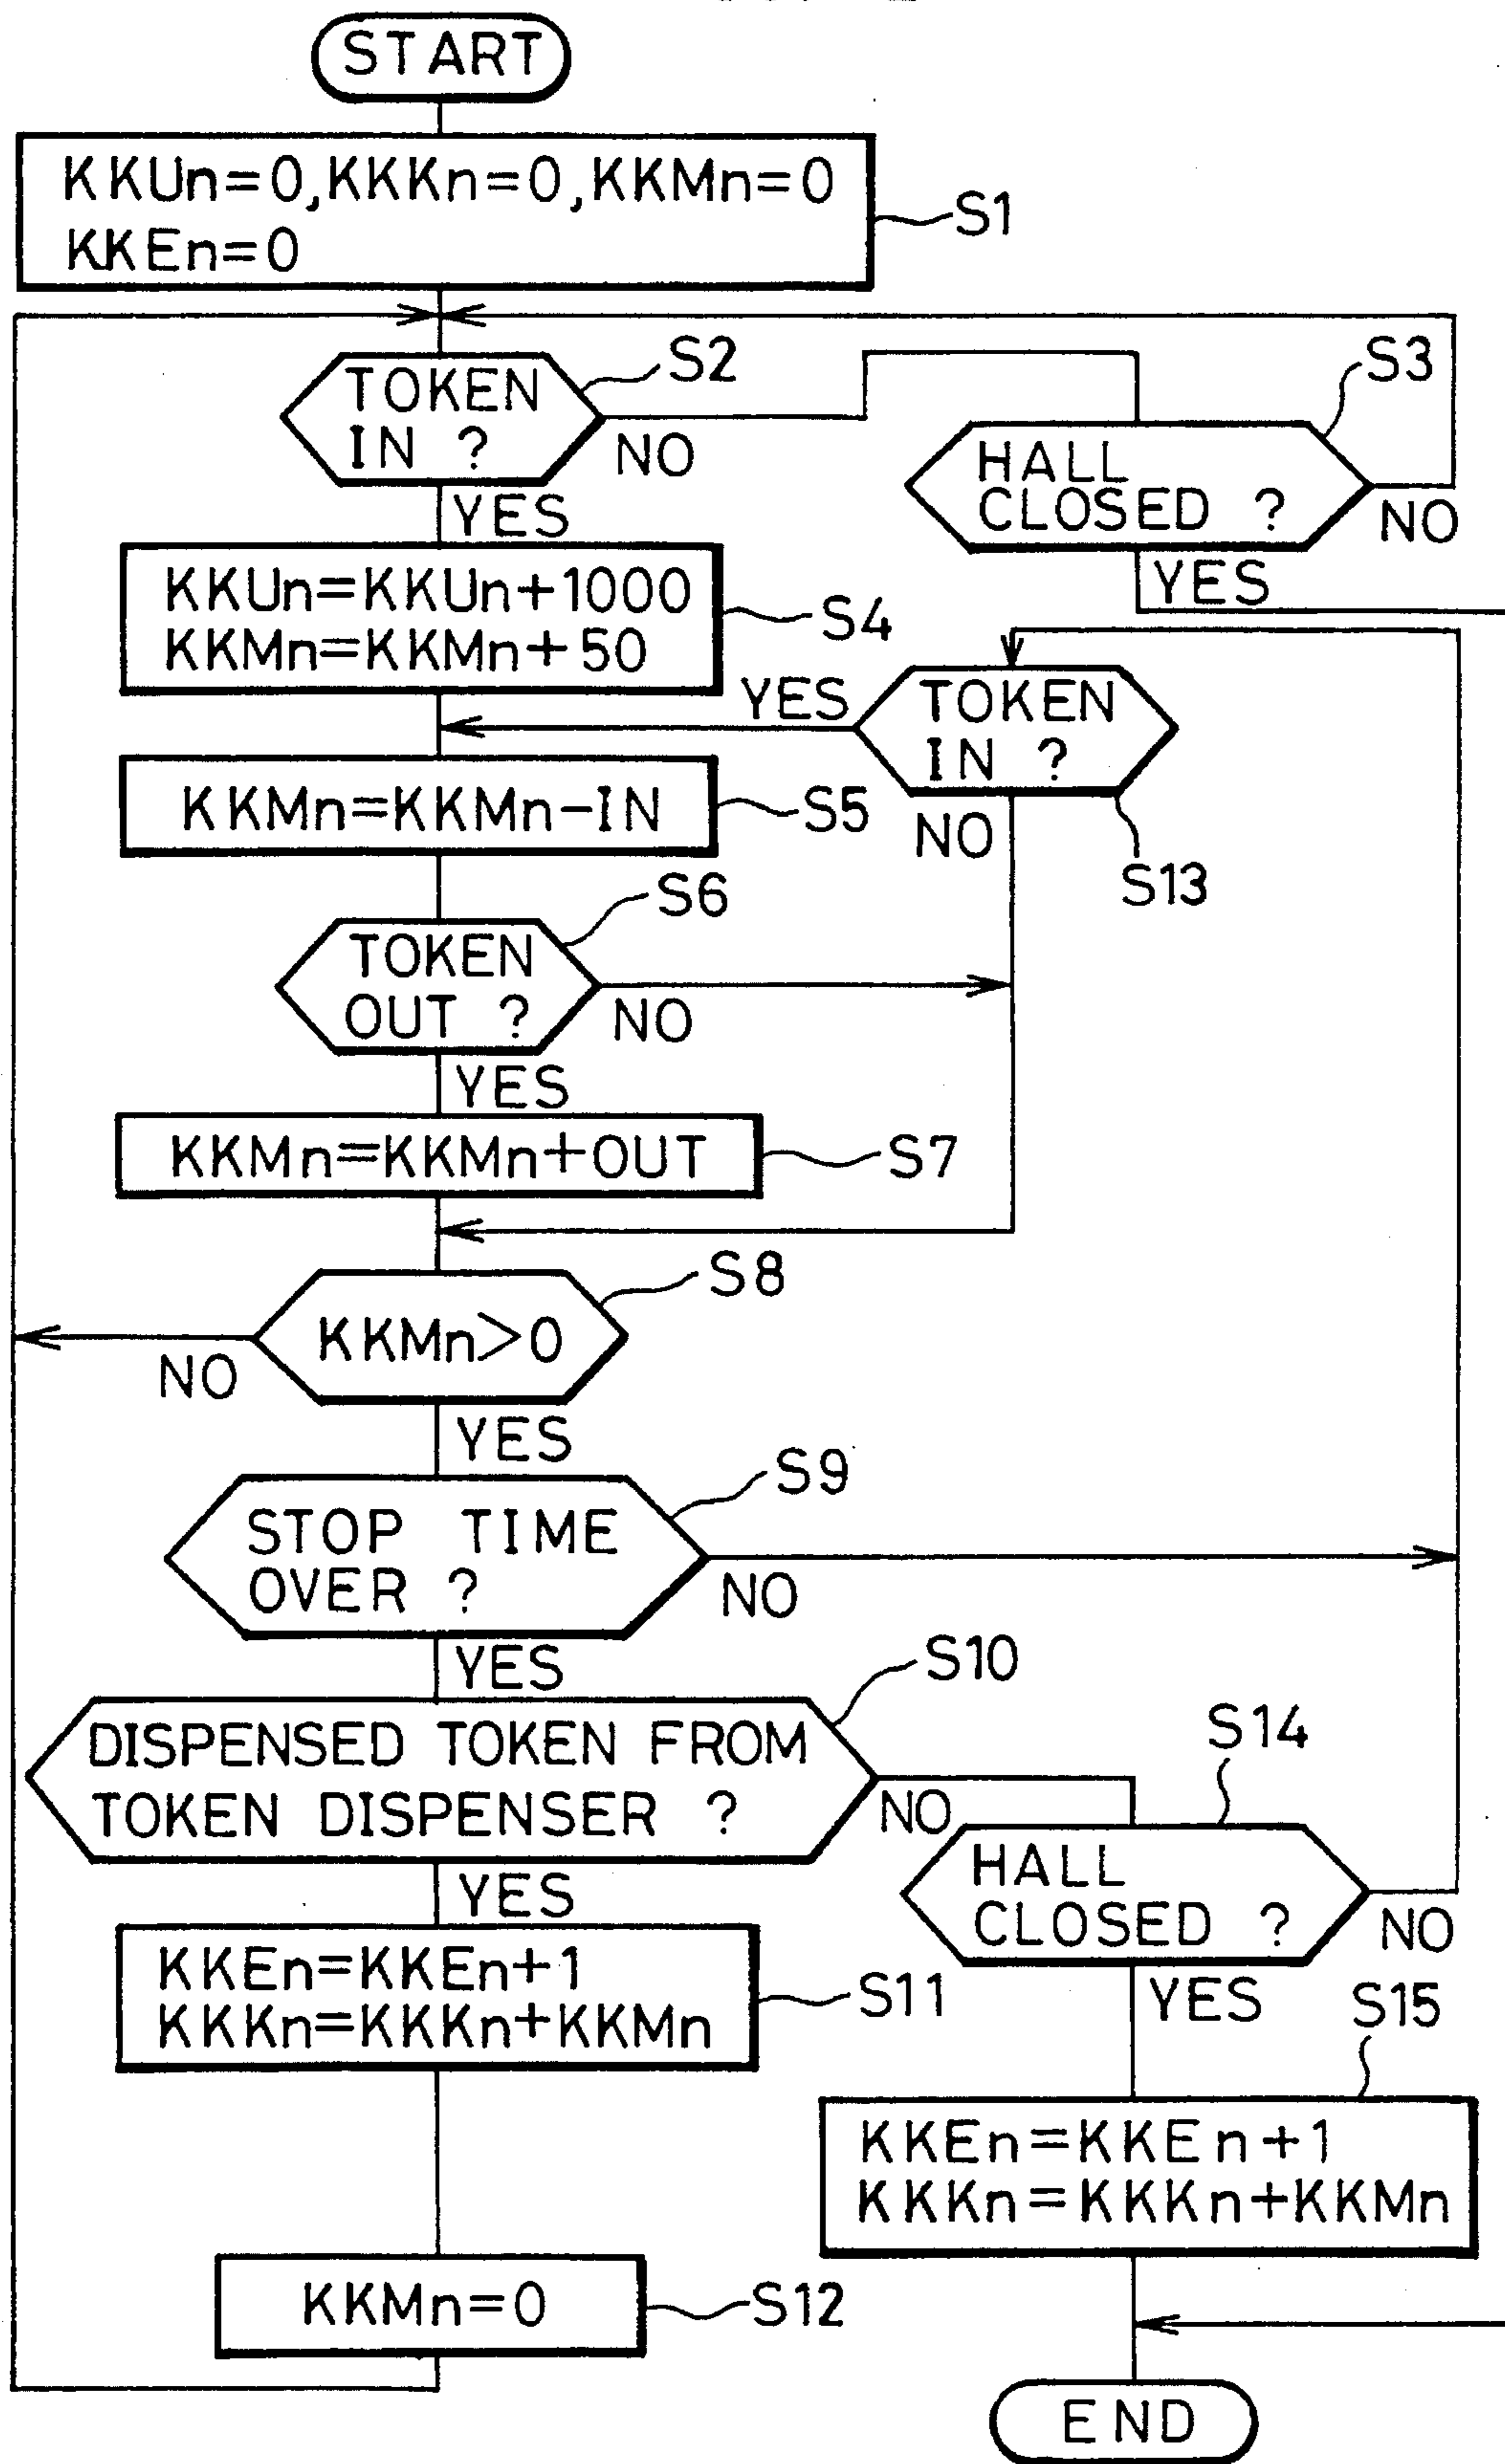 START
KKUn=0,KKKn=0,KKMn=0
KKEn=0
S1
TOKEN
IN ?
S2
NO
YES
HALL
CLOSED ?
S3
NO
YES
KKUn=KKUn+1000
KKMn=KKMn+50
S4
TOKEN
IN ?
YES
NO
S13
KKMn=KKMn-IN
S5
TOKEN
OUT ?
S6
NO
YES
KKMn=KKMn+OUT
S7
KKMn>0
S8
NO
YES
STOP TIME
OVER ?
S9
NO
YES
DISPENSED TOKEN FROM
TOKEN DISPENSER ?
S10
NO
YES
HALL
CLOSED ?
S14
NO
YES
KKEn=KKEn+1
KKKn=KKKn+KKMn
S11
KKEn=KKEn+1
KKKn=KKKn+KKMn
S15
KKMn=0
S12
END